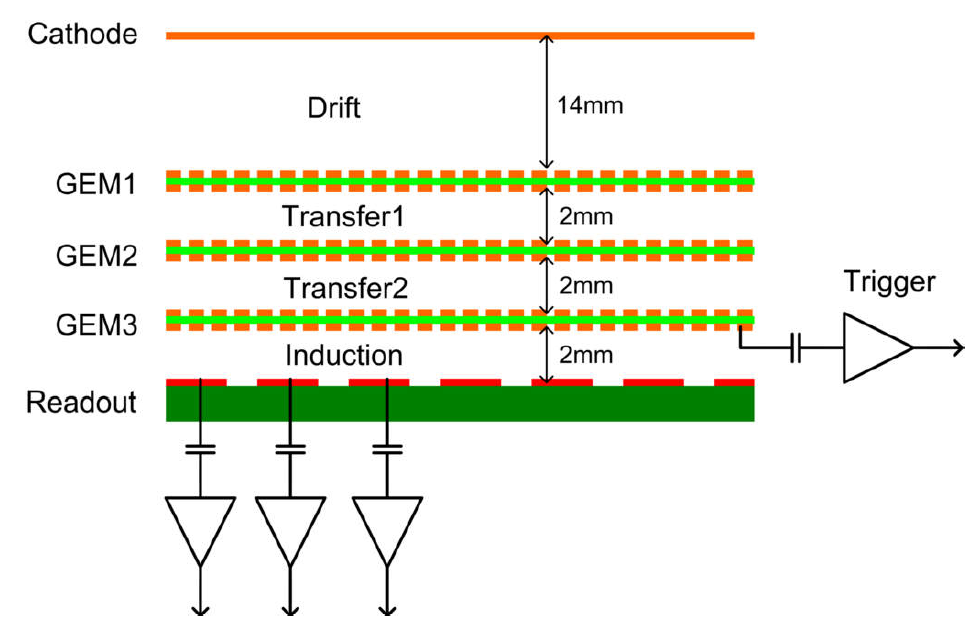 Cathode
Drift
14mm
GEM1
Transfer1
2mm
GEM2
Transfer2
2mm
Trigger
GEM3
Induction
2mm
Readout